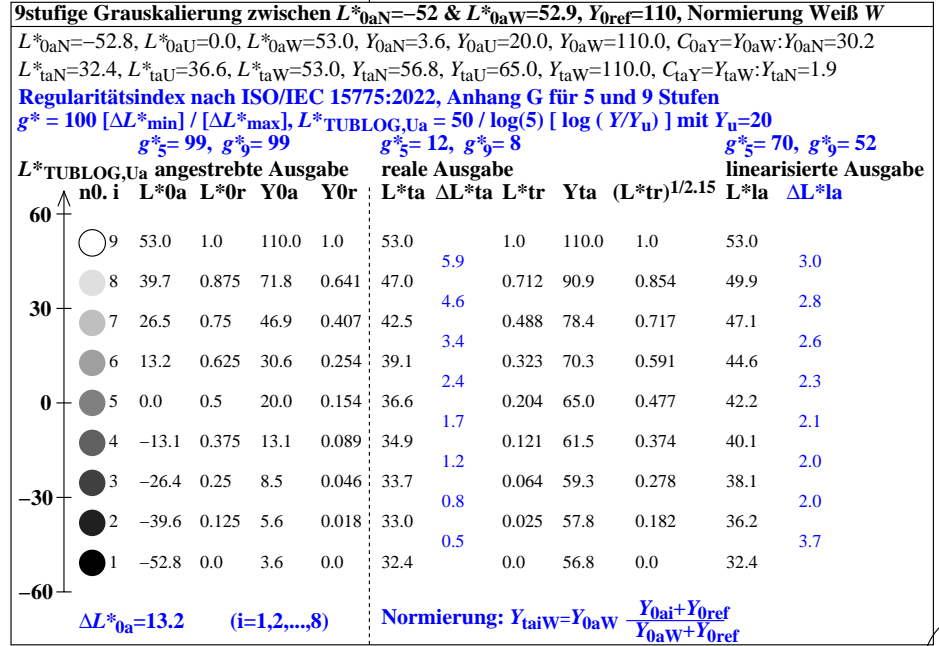 9stufige Grauskalierung zwischen L*0aN=−52 & L*0aW=52.9, Y0ref=110, Normierung Weiß W
L*0aN=−52.8, L*0aU=0.0, L*0aW=53.0, Y0aN=3.6, Y0aU=20.0, Y0aW=110.0, C0aY=Y0aW:Y0aN=30.2
L*taN=32.4, L*taU=36.6, L*taW=53.0, YtaN=56.8, YtaU=65.0, YtaW=110.0, CtaY=YtaW:YtaN=1.9
Regularitätsindex nach ISO/IEC 15775:2022, Anhang G für 5 und 9 Stufen
g* = 100 [ΔL*min] / [ΔL*max], L*TUBLOG,Ua = 50 / log(5) [ log ( Y/Yu) ] mit Yu=20
g*5= 99, g*9= 99 g*5= 12, g*9= 8 g*5= 70, g*9= 52
L*TUBLOG,Ua angestrebte Ausgabe reale Ausgabe linearisierte Ausgabe
n0. i L*0a L*0r Y0a Y0r L*ta ΔL*ta L*tr Yta (L*tr)1/2.15 L*la ΔL*la
60
9 53.0 1.0 110.0 1.0 53.0 1.0 110.0 1.0 53.0
5.9 3.0
8 39.7 0.875 71.8 0.641 47.0 0.712 90.9 0.854 49.9
30 4.6 2.8
7 26.5 0.75 46.9 0.407 42.5 0.488 78.4 0.717 47.1
3.4 2.6
6 13.2 0.625 30.6 0.254 39.1 0.323 70.3 0.591 44.6
2.4 2.3
0 5 0.0 0.5 20.0 0.154 36.6 0.204 65.0 0.477 42.2
1.7 2.1
4 −13.1 0.375 13.1 0.089 34.9 0.121 61.5 0.374 40.1
1.2 2.0
3 −26.4 0.25 8.5 0.046 33.7 0.064 59.3 0.278 38.1
−30 0.8 2.0
2 −39.6 0.125 5.6 0.018 33.0 0.025 57.8 0.182 36.2
0.5 3.7
1 −52.8 0.0 3.6 0.0 32.4 0.0 56.8 0.0 32.4
−60
ΔL*0a=13.2 (i=1,2,...,8) Normierung: YtaiW=Y0aW Y0ai+Y0ref
Y0aW+Y0ref